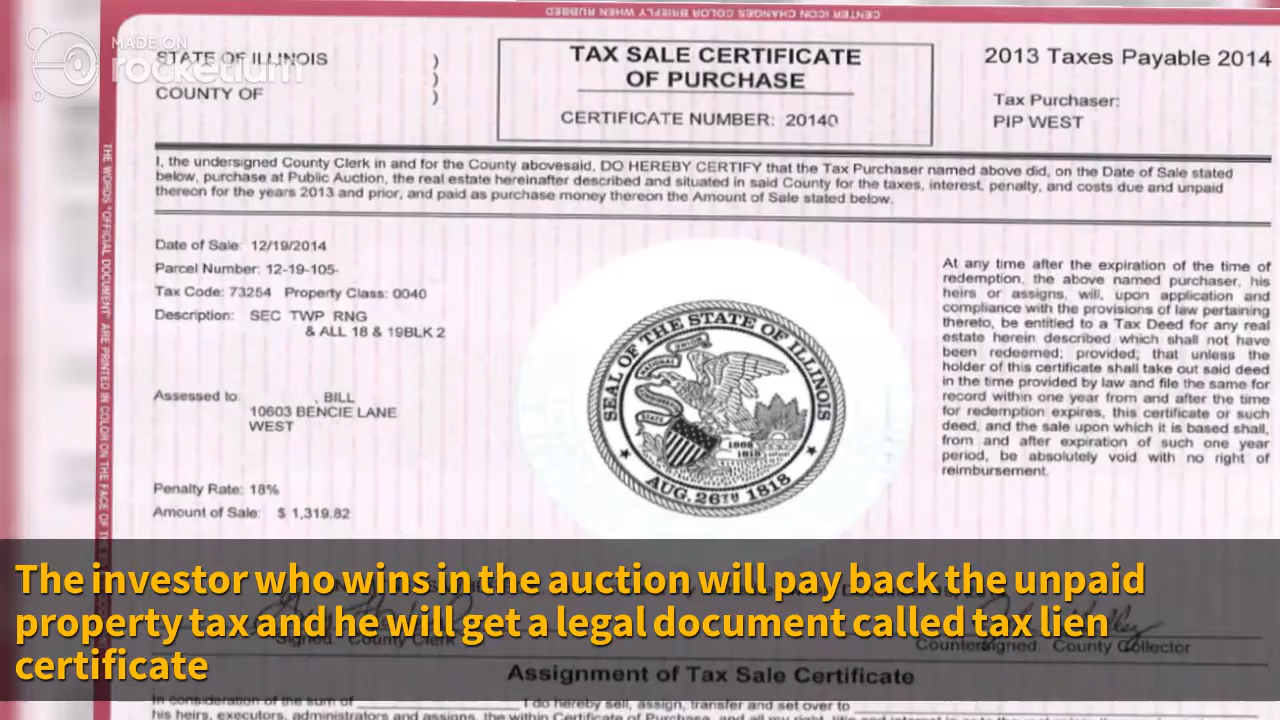 CENTER ICON CHANGES COLOR BRISKLY WHEN RUBBED
MADE ON
rocketium
STATE OF ILLINOIS )
)
COUNTY OF )
TAX SALE CERTIFICATE
OF PURCHASE
CERTIFICATE NUMBER: 20140
2013 Taxes Payable 2014
Tax Purchaser:
PIP WEST
I, the undersigned County Clerk in and for the County abovesaid, DO HEREBY CERTIFY that the Tax Purchaser named above did, on the Date of Sale stated
below, purchase at Public Auction, the real estate hereinafter described and situated in said County for the taxes, interest, penalty, and costs due and unpaid
thereon for the years 2013 and prior, and paid as purchase money thereon the Amount of Sale stated below.
THE WORDS "OFFICIAL DOCUMENT" ARE PRINTED IN COLOR ON THE FACE OF
Date of Sale: 12/19/2014
Parcel Number: 12-19-105-
Tax Code: 73254 Property Class: 0040
Description: SEC TWP RNG
& ALL 18 & 19BLK 2
Assessed to: , BILL
10603 BENCIE LANE
WEST
Penalty Rate: 18%
Amount of Sale: $ 1,319.82
SEAL OF THE STATE OF ILLINOIS
NATIONAL UNION
STATE SOVEREIGNTY
1868
1818
AUG. 26TH 1818
At any time after the expiration of the time of
redemption, the above named purchaser, his
heirs or assigns, will, upon application and
compliance with the provisions of law pertaining
thereto, be entitled to a Tax Deed for any real
estate herein described which shall not have
been redeemed; provided; that unless the
holder of this certificate shall take out said deed
in the time provided by law and file the same for
record within one year from and after the time
for redemption expires, this certificate or such
deed, and the sale upon which it is based shall,
from and after expiration of such one year
period, be absolutely void with no right of
reimbursement.
The investor who wins in the auction will pay back the unpaid
property tax and he will get a legal document called tax lien
certificate
Signed: County Clerk
Countersigned: County Collector
Assignment of Tax Sale Certificate
In consideration of the sum of I do hereby sell, assign, transfer and set over to
his heirs, executors, administrators and assigns, the within Certificate of Purchase, and all my right, title and interest in